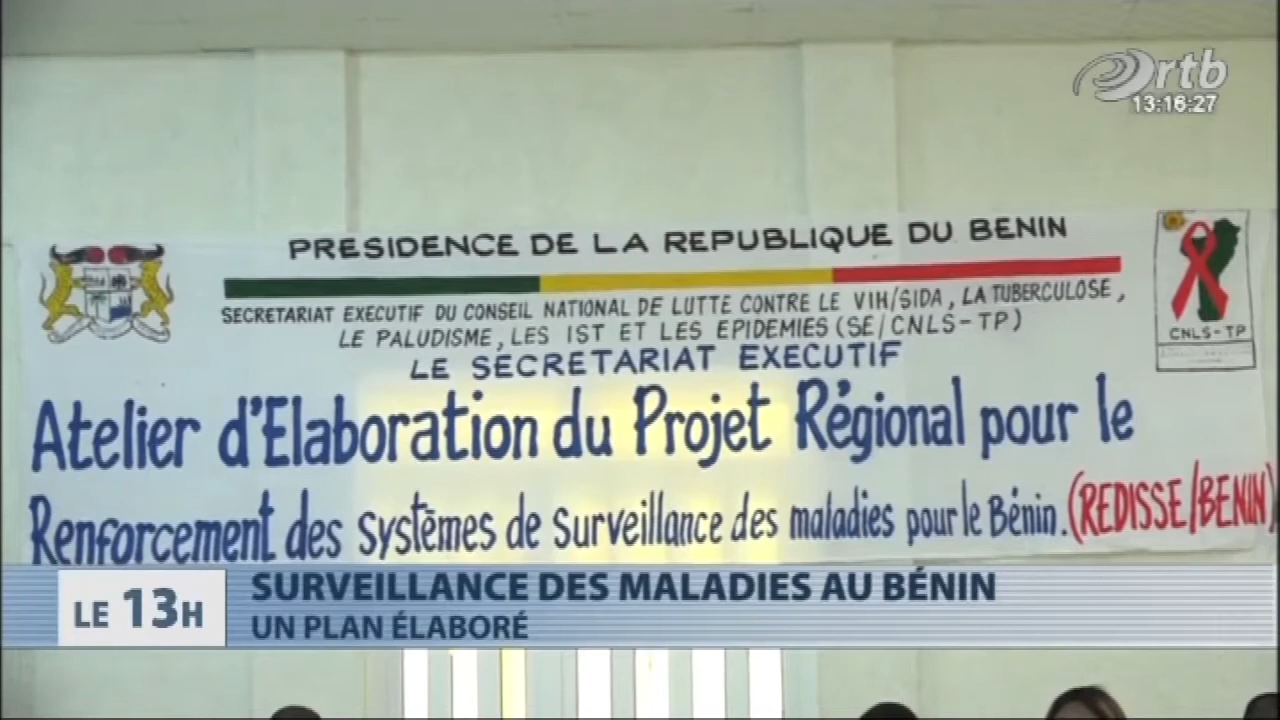 ortb
13:16:27
PRESIDENCE DE LA REPUBLIQUE DU BENIN
SECRETARIAT EXECUTIF DU CONSEIL NATIONAL DE LUTTE CONTRE LE VIH/SIDA, LA TUBERCULOSE,
LE PALUDISME, LES IST ET LES EPIDEMIES (SE/CNLS-TP)
CNLS-TP
LE SECRETARIAT EXECUTIF
Atelier d'Elaboration du Projet Régional pour le
Renforcement des systèmes de surveillance des maladies pour le Bénin. (REDISSE/BENIN)
LE 13H
SURVEILLANCE DES MALADIES AU BÉNIN
UN PLAN ÉLABORÉ